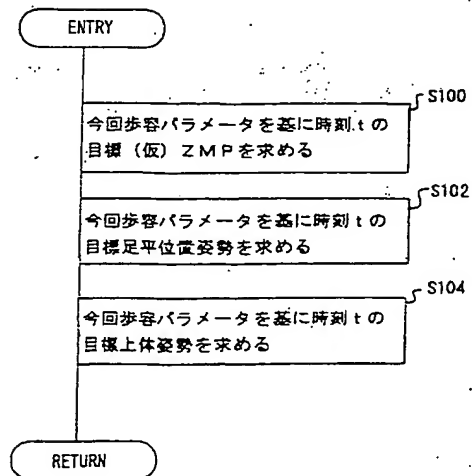 ENTRY
S100
今回歩容パラメータを基に時刻tの
目標（仮）ZMPを求める
S102
今回歩容パラメータを基に時刻tの
目標足平位置姿勢を求める
S104
今回歩容パラメータを基に時刻tの
目標上体姿勢を求める
RETURN